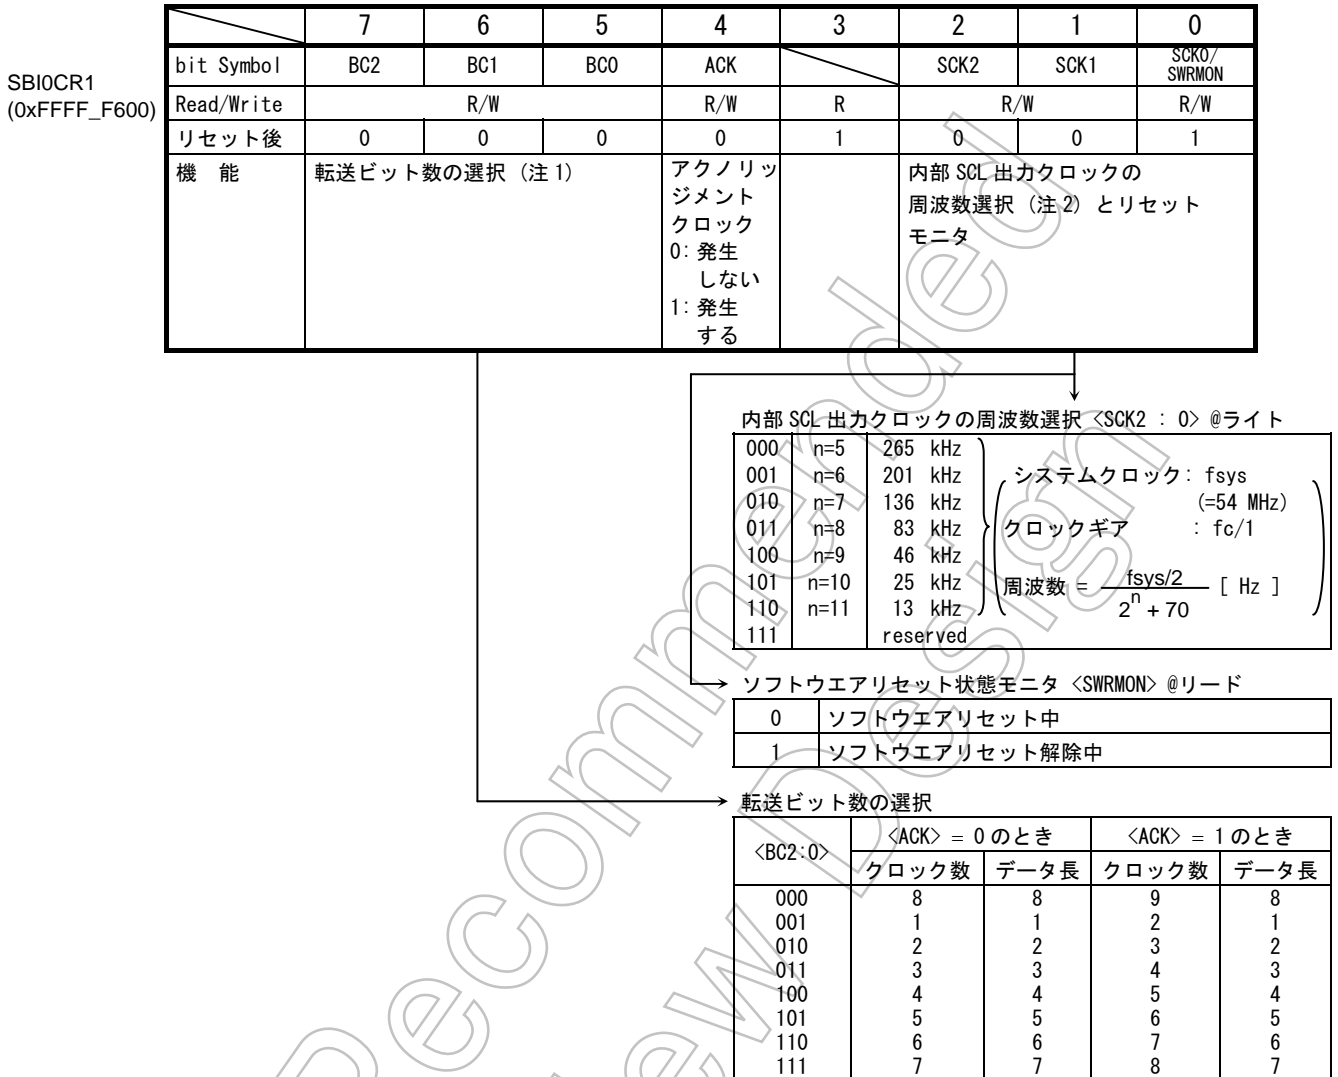 7 6 5 4 3 2 1 0
SBI0CR1
(0xFFFF_F600)
bit Symbol BC2 BC1 BC0 ACK SCK2 SCK1 SCK0/
SWRMON
Read/Write R/W R/W R R/W R/W
リセット後 0 0 0 0 1 0 0 1
機 能 転送ビット数の選択 (注1)
アクノリッ
ジメント
クロック
0: 発生
しない
1: 発生
する
内部 SCL 出力クロックの
周波数選択 (注2) とリセット
モニタ
内部 SCL 出力クロックの周波数選択 <SCK2 : 0> @ライト
000 n=5 265 kHz
001 n=6 201 kHz
010 n=7 136 kHz
011 n=8 83 kHz
100 n=9 46 kHz
101 n=10 25 kHz
110 n=11 13 kHz
111 reserved
システムクロック: fsys
(=54 MHz)
クロックギア : fc/1
周波数 = fsys/2 / 2^n + 70 [ Hz ]
ソフトウエアリセット状態モニタ <SWRMON> @リード
0 ソフトウエアリセット中
1 ソフトウエアリセット解除中
転送ビット数の選択
<BC2:0> <ACK> = 0 のとき <ACK> = 1 のとき
クロック数 データ長 クロック数 データ長
000 8 8 9 8
001 1 1 2 1
010 2 2 3 2
011 3 3 4 3
100 4 4 5 4
101 5 5 6 5
110 6 6 7 6
111 7 7 8 7
Recommended
ew Design